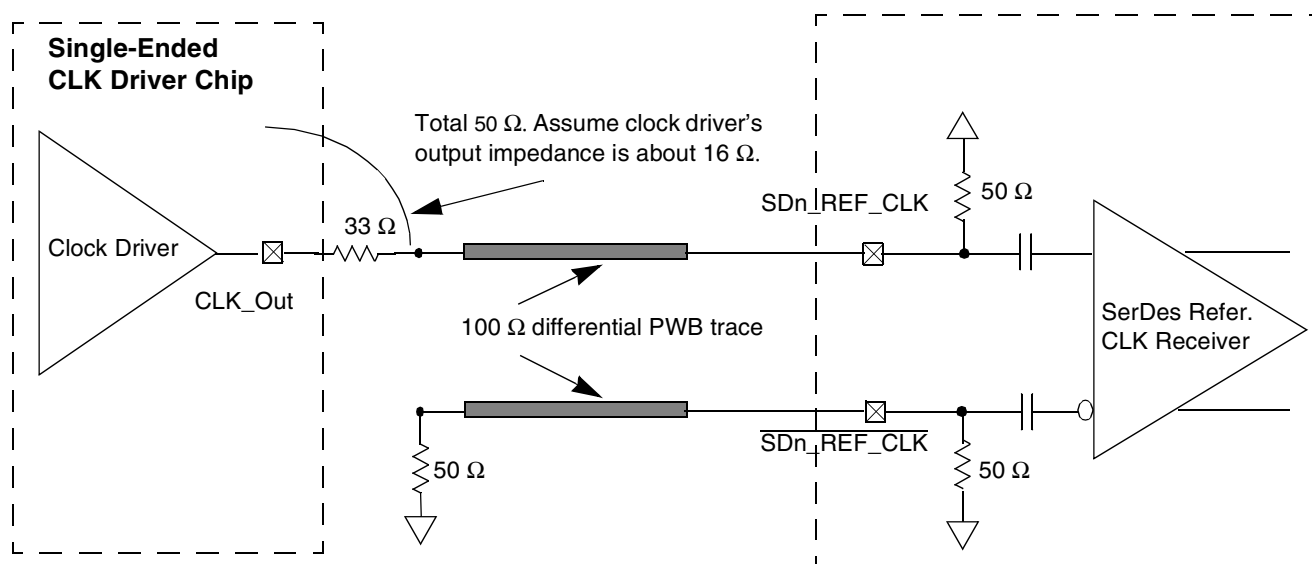 Single-Ended
CLK Driver Chip
Total 50 Ω. Assume clock driver’s
output impedance is about 16 Ω.
SDn_REF_CLK
50 Ω
33 Ω
Clock Driver
CLK_Out
100 Ω differential PWB trace
SerDes Refer.
CLK Receiver
SDn_REF_CLK
50 Ω
50 Ω